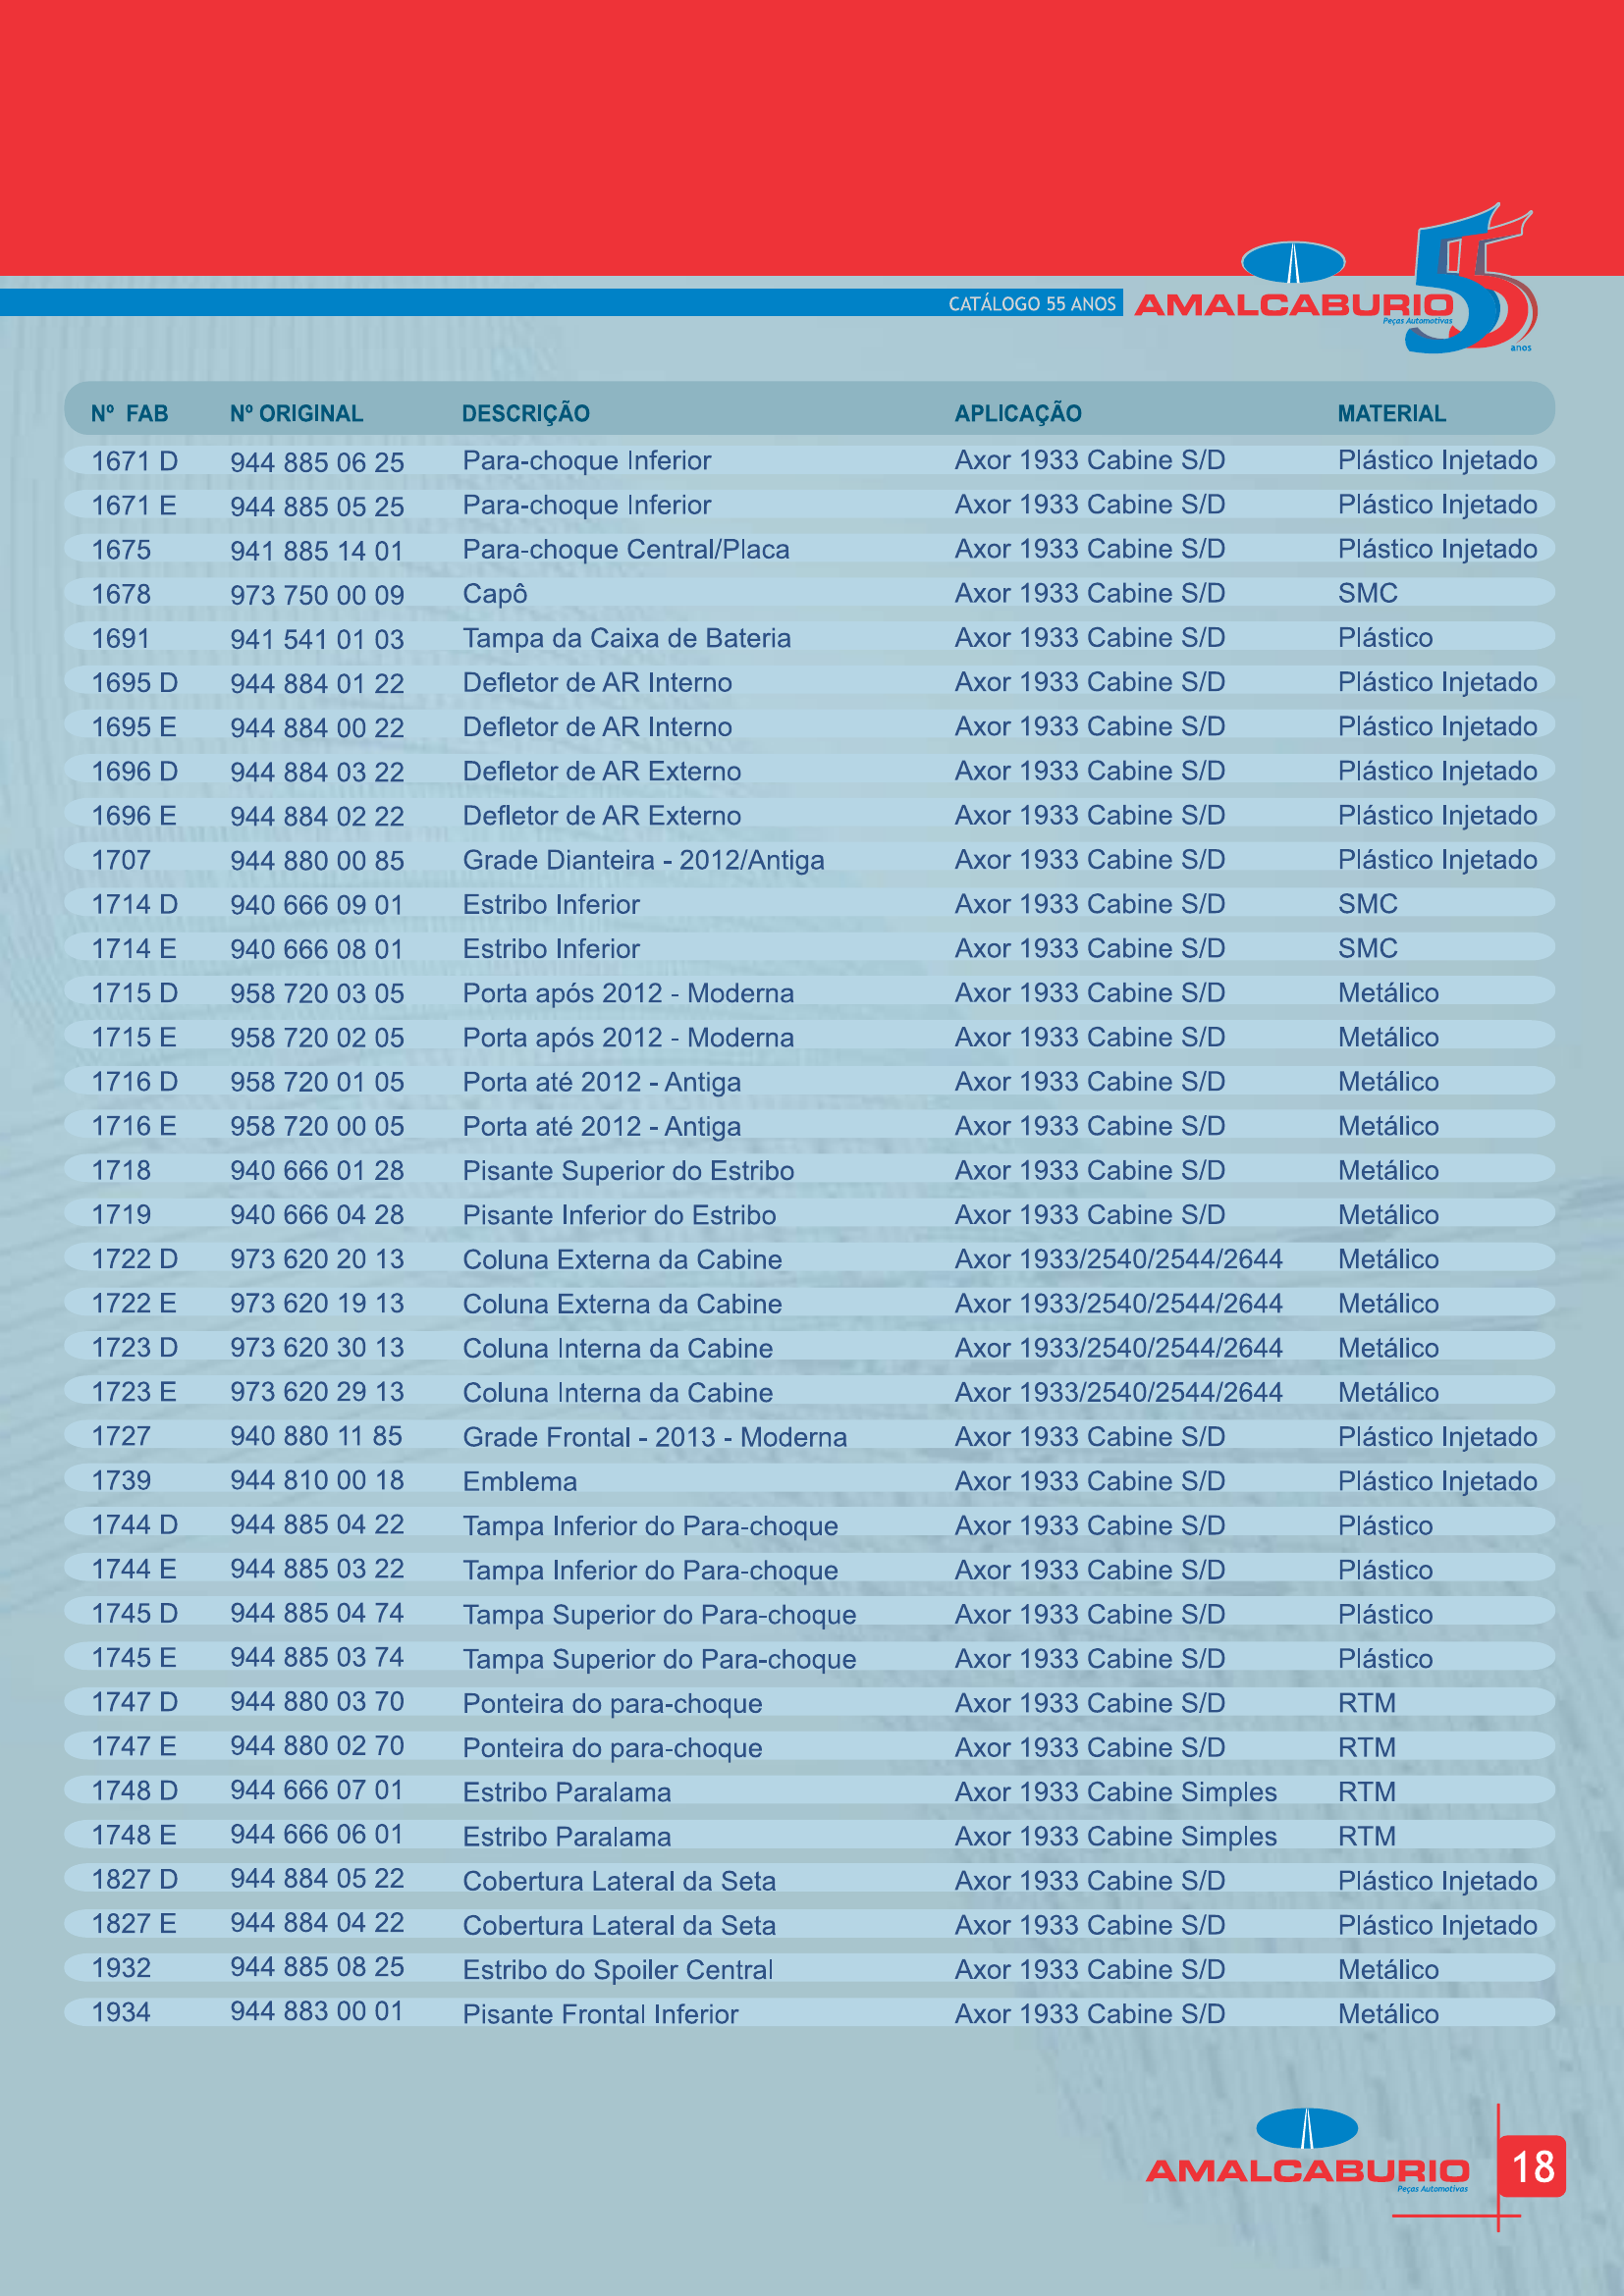 CATÁLOGO 55 ANOS AMALCABURIO 55
Peças Automotivas
anos
Nº FAB Nº ORIGINAL DESCRIÇÃO APLICAÇÃO MATERIAL
1671 D 944 885 06 25 Para-choque Inferior Axor 1933 Cabine S/D Plástico Injetado
1671 E 944 885 05 25 Para-choque Inferior Axor 1933 Cabine S/D Plástico Injetado
1675 941 885 14 01 Para-choque Central/Placa Axor 1933 Cabine S/D Plástico Injetado
1678 973 750 00 09 Capô Axor 1933 Cabine S/D SMC
1691 941 541 01 03 Tampa da Caixa de Bateria Axor 1933 Cabine S/D Plástico
1695 D 944 884 01 22 Defletor de AR Interno Axor 1933 Cabine S/D Plástico Injetado
1695 E 944 884 00 22 Defletor de AR Interno Axor 1933 Cabine S/D Plástico Injetado
1696 D 944 884 03 22 Defletor de AR Externo Axor 1933 Cabine S/D Plástico Injetado
1696 E 944 884 02 22 Defletor de AR Externo Axor 1933 Cabine S/D Plástico Injetado
1707 944 880 00 85 Grade Dianteira - 2012/Antiga Axor 1933 Cabine S/D Plástico Injetado
1714 D 940 666 09 01 Estribo Inferior Axor 1933 Cabine S/D SMC
1714 E 940 666 08 01 Estribo Inferior Axor 1933 Cabine S/D SMC
1715 D 958 720 03 05 Porta após 2012 - Moderna Axor 1933 Cabine S/D Metálico
1715 E 958 720 02 05 Porta após 2012 - Moderna Axor 1933 Cabine S/D Metálico
1716 D 958 720 01 05 Porta até 2012 - Antiga Axor 1933 Cabine S/D Metálico
1716 E 958 720 00 05 Porta até 2012 - Antiga Axor 1933 Cabine S/D Metálico
1718 940 666 01 28 Pisante Superior do Estribo Axor 1933 Cabine S/D Metálico
1719 940 666 04 28 Pisante Inferior do Estribo Axor 1933 Cabine S/D Metálico
1722 D 973 620 20 13 Coluna Externa da Cabine Axor 1933/2540/2544/2644 Metálico
1722 E 973 620 19 13 Coluna Externa da Cabine Axor 1933/2540/2544/2644 Metálico
1723 D 973 620 30 13 Coluna Interna da Cabine Axor 1933/2540/2544/2644 Metálico
1723 E 973 620 29 13 Coluna Interna da Cabine Axor 1933/2540/2544/2644 Metálico
1727 940 880 11 85 Grade Frontal - 2013 - Moderna Axor 1933 Cabine S/D Plástico Injetado
1739 944 810 00 18 Emblema Axor 1933 Cabine S/D Plástico Injetado
1744 D 944 885 04 22 Tampa Inferior do Para-choque Axor 1933 Cabine S/D Plástico
1744 E 944 885 03 22 Tampa Inferior do Para-choque Axor 1933 Cabine S/D Plástico
1745 D 944 885 04 74 Tampa Superior do Para-choque Axor 1933 Cabine S/D Plástico
1745 E 944 885 03 74 Tampa Superior do Para-choque Axor 1933 Cabine S/D Plástico
1747 D 944 880 03 70 Ponteira do para-choque Axor 1933 Cabine S/D RTM
1747 E 944 880 02 70 Ponteira do para-choque Axor 1933 Cabine S/D RTM
1748 D 944 666 07 01 Estribo Paralama Axor 1933 Cabine Simples RTM
1748 E 944 666 06 01 Estribo Paralama Axor 1933 Cabine Simples RTM
1827 D 944 884 05 22 Cobertura Lateral da Seta Axor 1933 Cabine S/D Plástico Injetado
1827 E 944 884 04 22 Cobertura Lateral da Seta Axor 1933 Cabine S/D Plástico Injetado
1932 944 885 08 25 Estribo do Spoiler Central Axor 1933 Cabine S/D Metálico
1934 944 883 00 01 Pisante Frontal Inferior Axor 1933 Cabine S/D Metálico
AMALCABURIO 18
Peças Automotivas